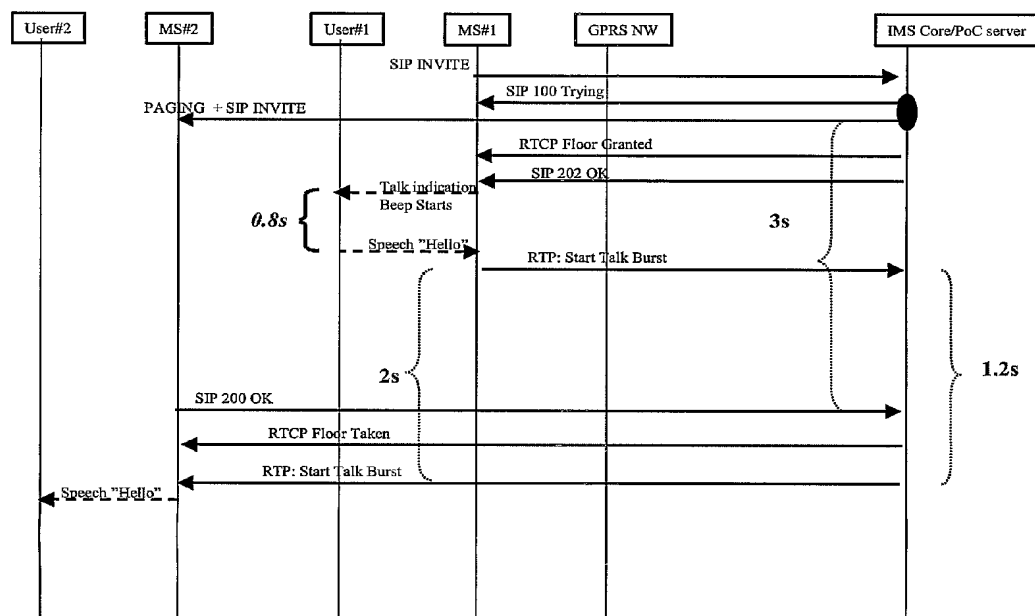 User#2
MS#2
User#1
MS#1
GPRS NW
IMS Core/PoC server
SIP INVITE
SIP 100 Trying
PAGING + SIP INVITE
RTCP Floor Granted
SIP 202 OK
Talk indication
Beep Starts
0.8s
3s
Speech "Hello"
RTP: Start Talk Burst
2s
1.2s
SIP 200 OK
RTCP Floor Taken
RTP: Start Talk Burst
Speech "Hello"